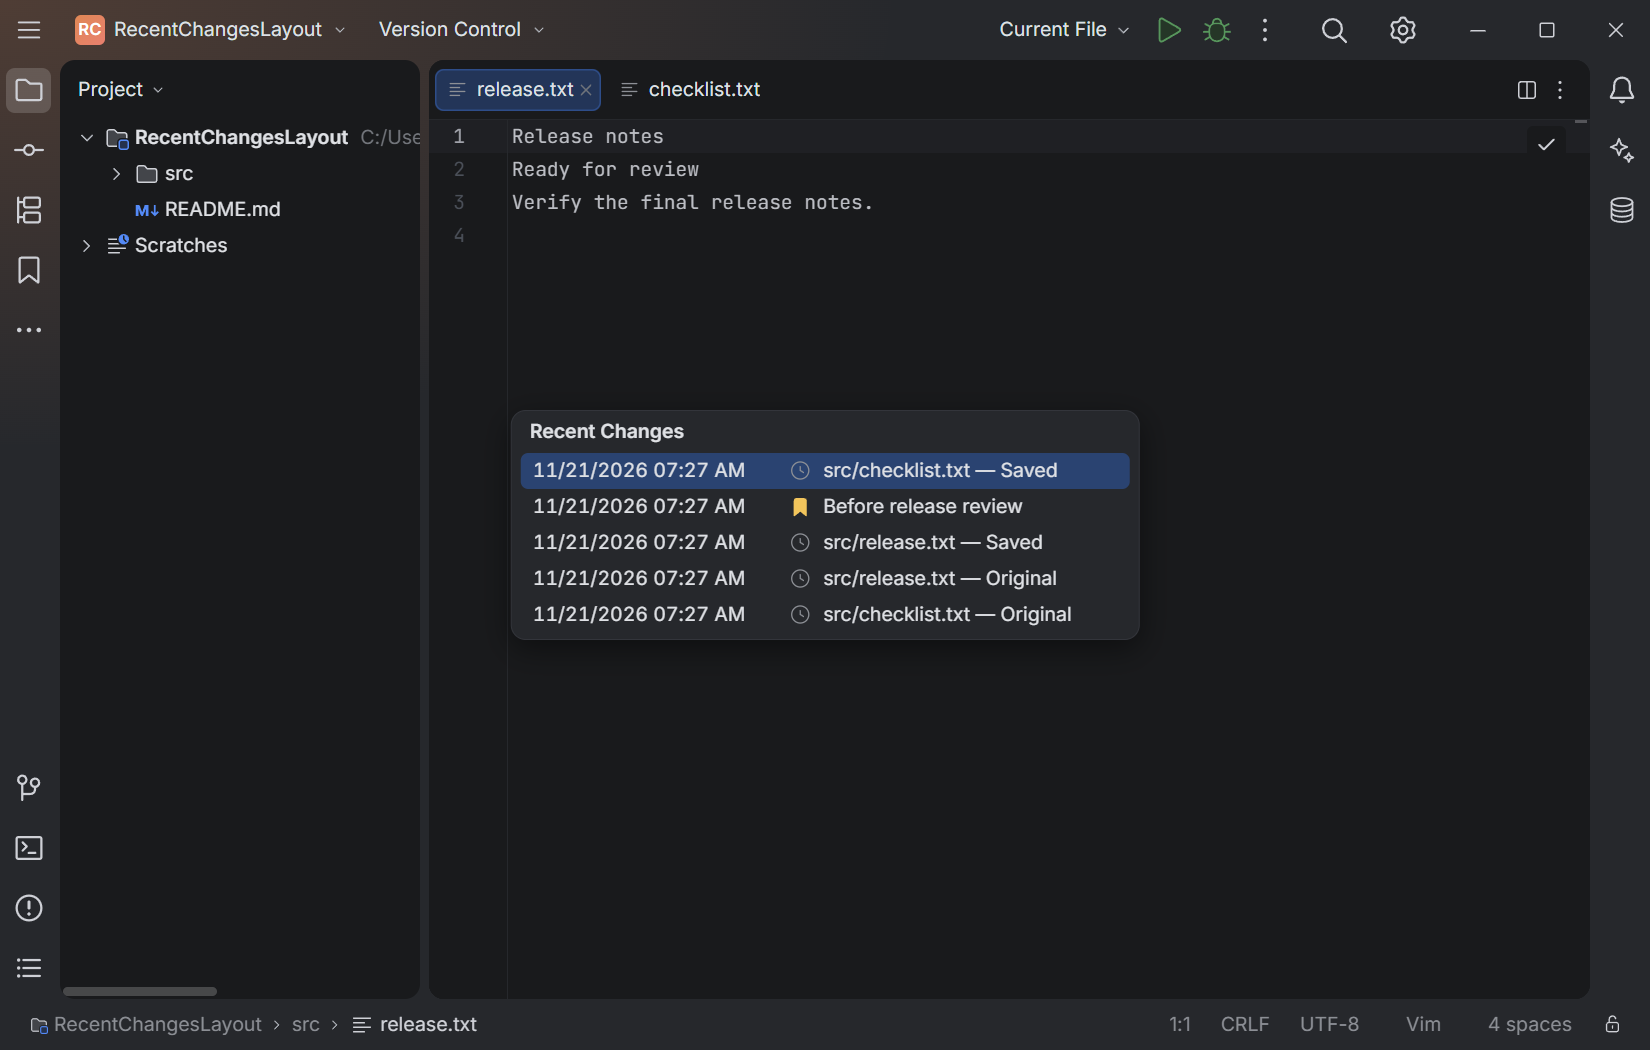 RC RecentChangesLayout Version Control Current File
Project
release.txt checklist.txt
RecentChangesLayout C:/Use
src
M↓ README.md
Scratches
1 Release notes
2 Ready for review
3 Verify the final release notes.
4
Recent Changes
11/21/2026 07:27 AM src/checklist.txt — Saved
11/21/2026 07:27 AM Before release review
11/21/2026 07:27 AM src/release.txt — Saved
11/21/2026 07:27 AM src/release.txt — Original
11/21/2026 07:27 AM src/checklist.txt — Original
RecentChangesLayout › src › release.txt 1:1 CRLF UTF-8 Vim 4 spaces